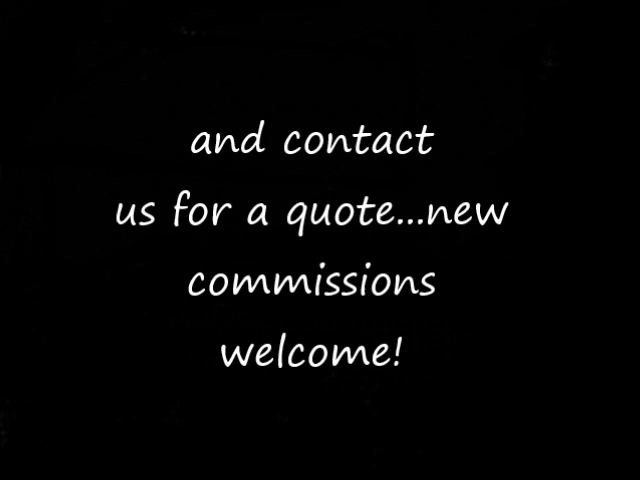 and contact
us for a quote...new
commissions
welcome!